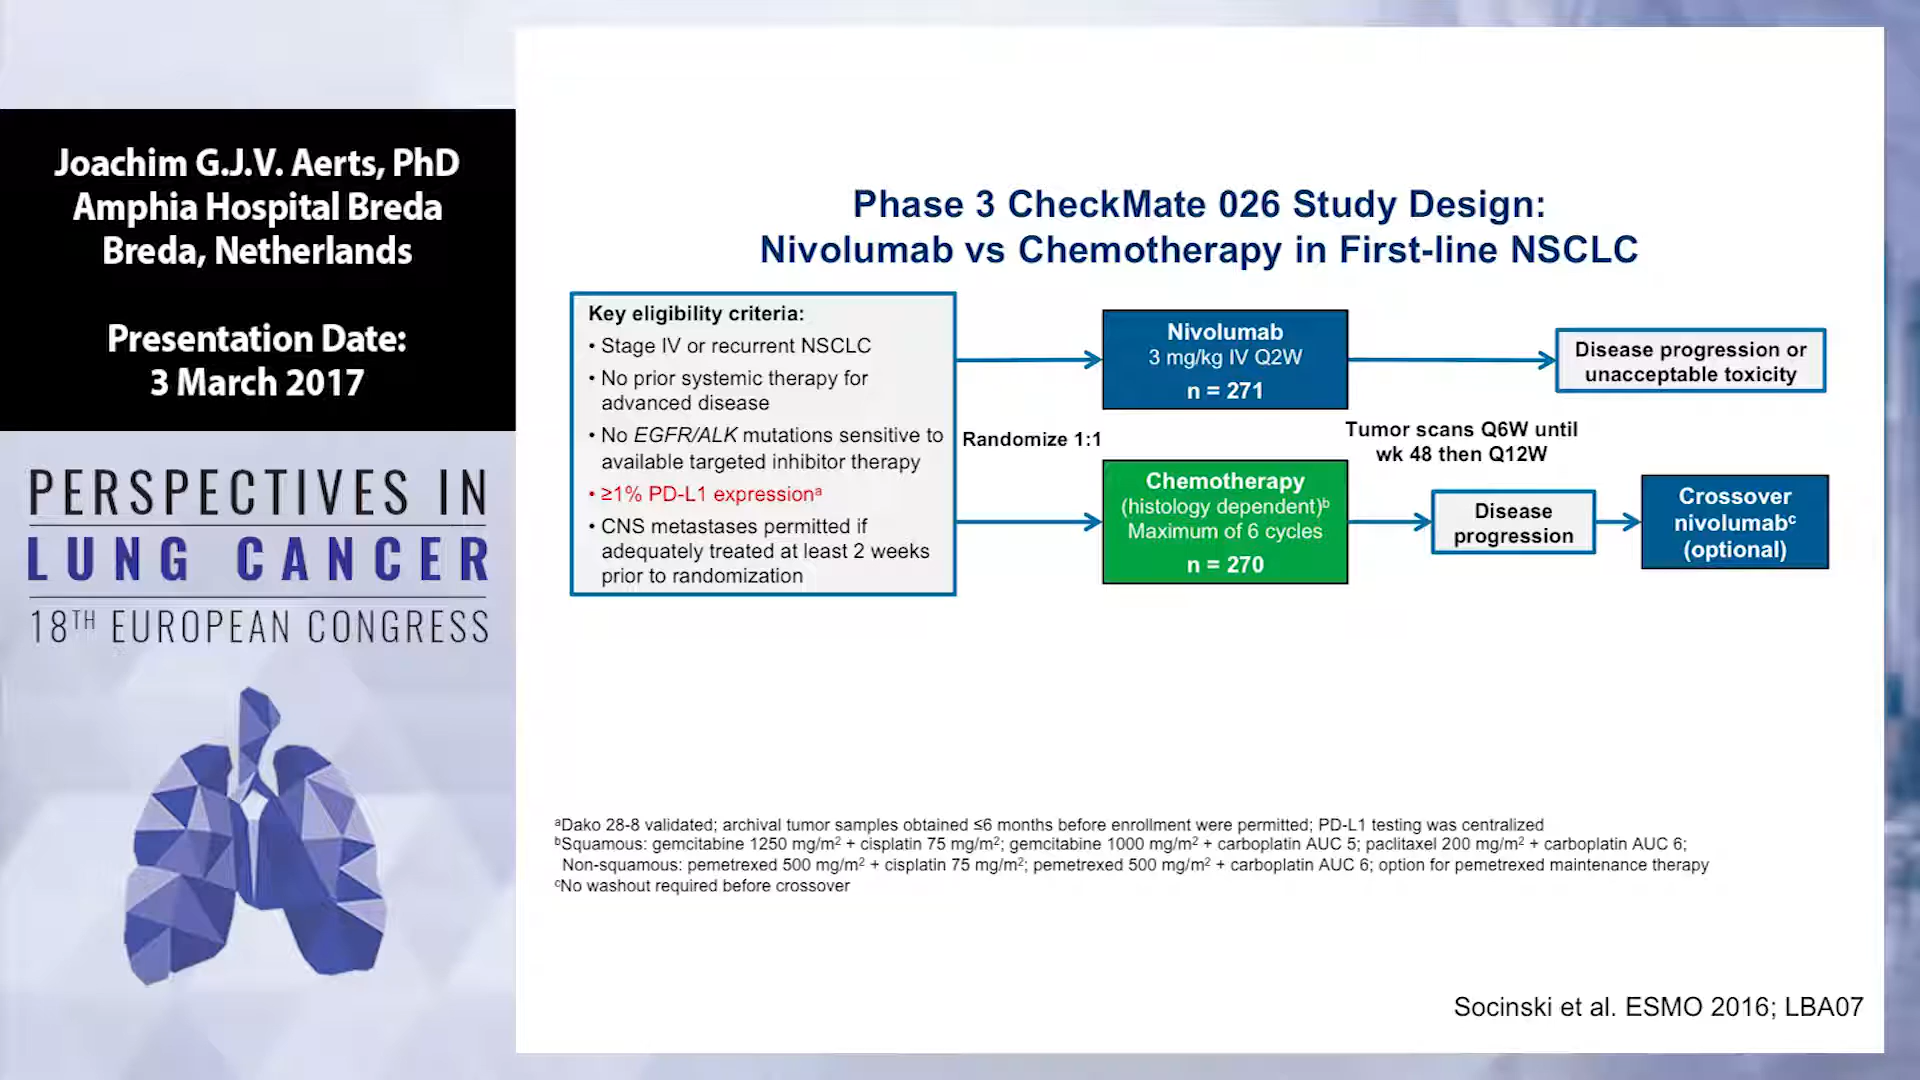 Joachim G.J.V. Aerts, PhD
Amphia Hospital Breda
Breda, Netherlands
Presentation Date:
3 March 2017
PERSPECTIVES IN
LUNG CANCER
18TH EUROPEAN CONGRESS
Phase 3 CheckMate 026 Study Design:
Nivolumab vs Chemotherapy in First-line NSCLC
Key eligibility criteria:
• Stage IV or recurrent NSCLC
• No prior systemic therapy for
advanced disease
• No EGFR/ALK mutations sensitive to
available targeted inhibitor therapy
• ≥1% PD-L1 expressionᵃ
• CNS metastases permitted if
adequately treated at least 2 weeks
prior to randomization
Randomize 1:1
Nivolumab
3 mg/kg IV Q2W
n = 271
Disease progression or
unacceptable toxicity
Tumor scans Q6W until
wk 48 then Q12W
Chemotherapy
(histology dependent)ᵇ
Maximum of 6 cycles
n = 270
Disease
progression
Crossover
nivolumabᶜ
(optional)
ᵃDako 28-8 validated; archival tumor samples obtained ≤6 months before enrollment were permitted; PD-L1 testing was centralized
ᵇSquamous: gemcitabine 1250 mg/m² + cisplatin 75 mg/m²; gemcitabine 1000 mg/m² + carboplatin AUC 5; paclitaxel 200 mg/m² + carboplatin AUC 6;
Non-squamous: pemetrexed 500 mg/m² + cisplatin 75 mg/m²; pemetrexed 500 mg/m² + carboplatin AUC 6; option for pemetrexed maintenance therapy
ᶜNo washout required before crossover
Socinski et al. ESMO 2016; LBA07